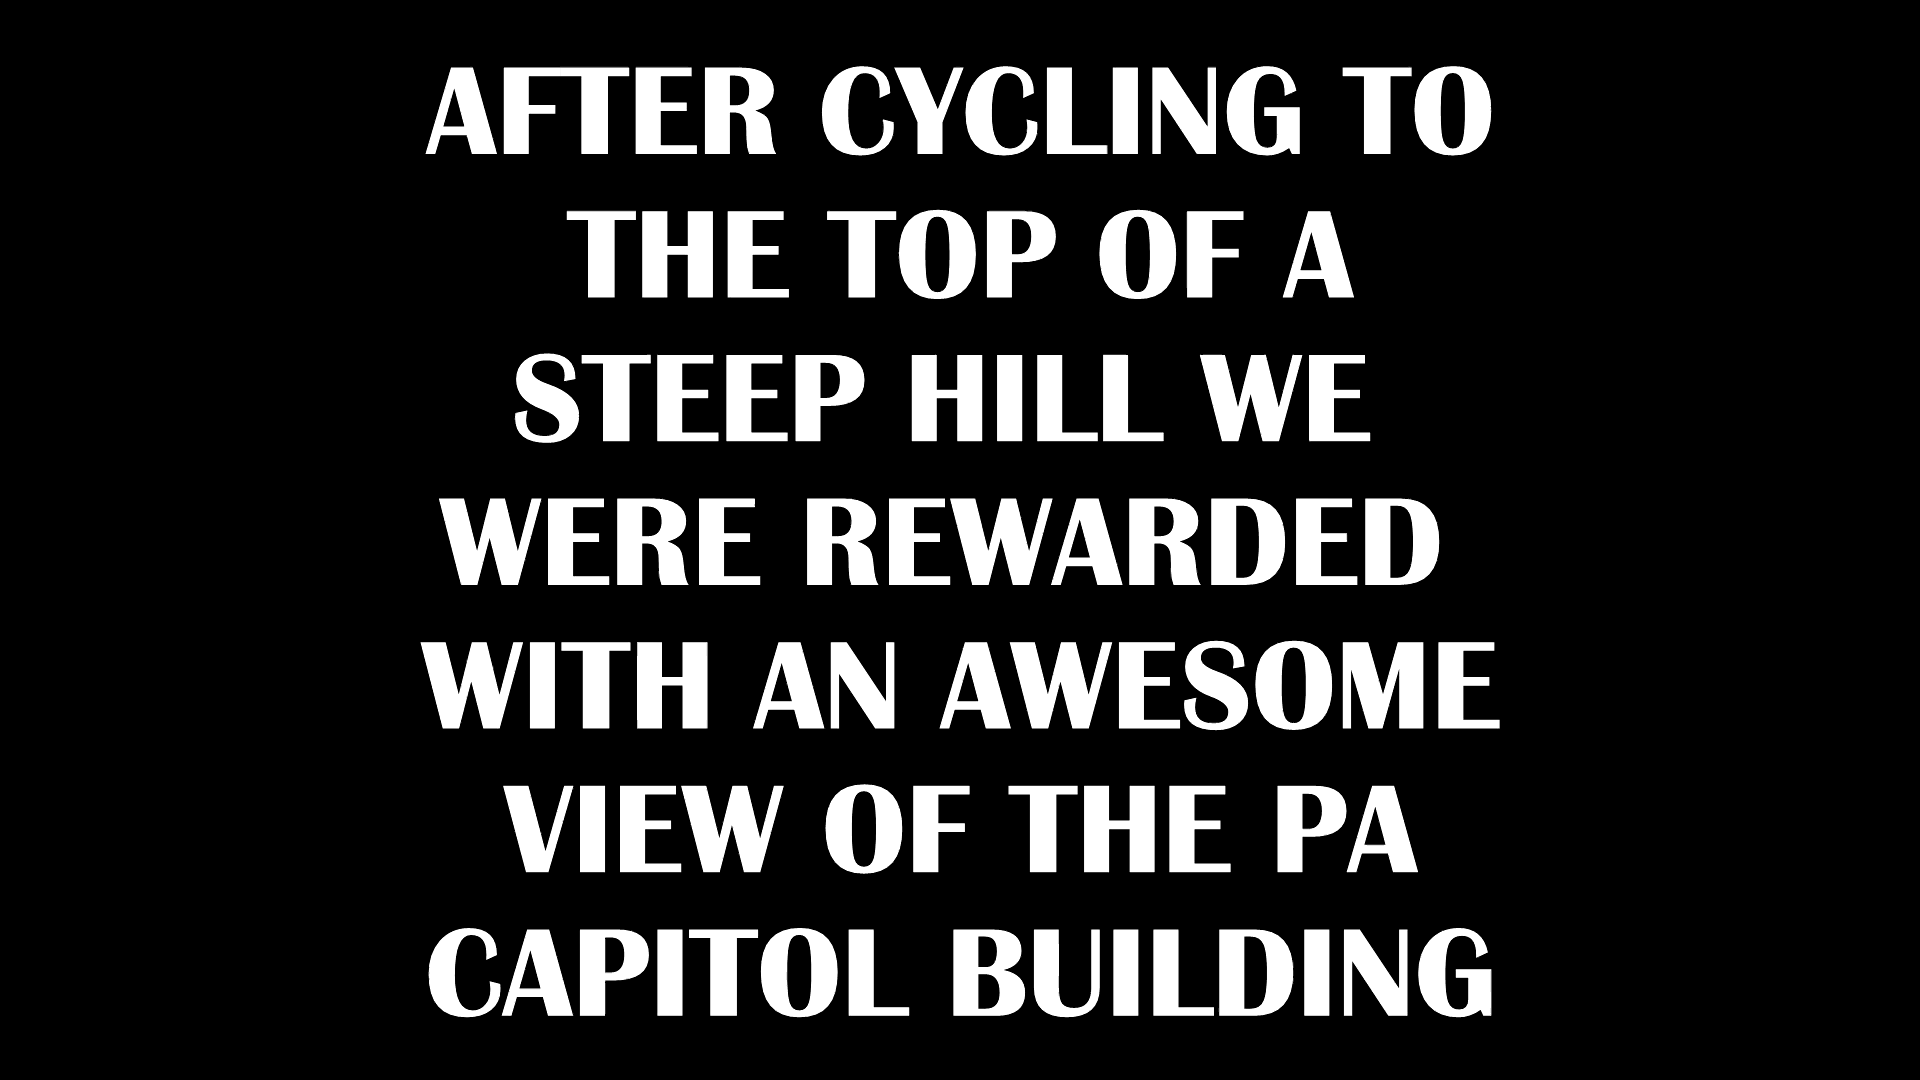 AFTER CYCLING TO
THE TOP OF A
STEEP HILL WE
WERE REWARDED
WITH AN AWESOME
VIEW OF THE PA
CAPITOL BUILDING